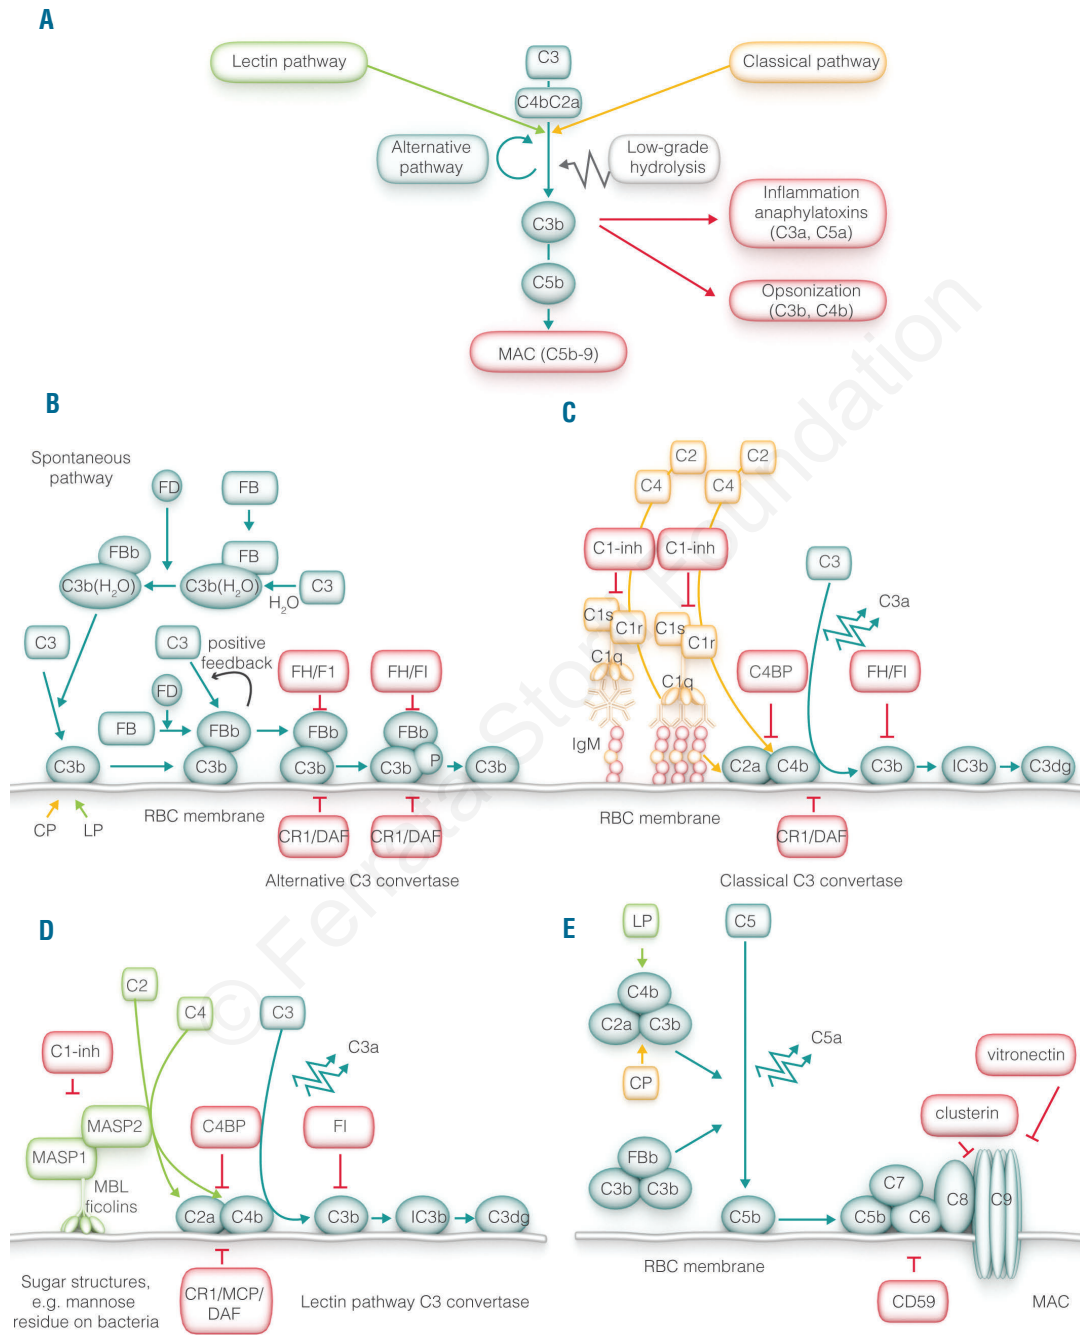 A
Lectin pathway
C3
Classical pathway
C4bC2a
Alternative
pathway
Low-grade
hydrolysis
Inflammation
anaphylatoxins
(C3a, C5a)
C3b
C5b
Opsonization
(C3b, C4b)
MAC (C5b-9)
B
Spontaneous
pathway
FD
FB
FBb
FB
C3b(H2O)
C3b(H2O)
H2O
C3
C3
C3
positive
feedback
FH/F1
FH/FI
FD
FB
FBb
FBb
FBb
C3b
C3b
C3b
C3b
P
C3b
RBC membrane
CP
LP
CR1/DAF
CR1/DAF
Alternative C3 convertase
C
C2
C2
C4
C4
C1-inh
C1-inh
C3
C3a
C1s
C1r
C1s
C1r
C1q
C1q
C4BP
FH/FI
IgM
C2a
C4b
C3b
IC3b
C3dg
RBC membrane
CR1/DAF
Classical C3 convertase
D
C2
C4
C3
C1-inh
C3a
MASP2
MASP1
C4BP
FI
MBL
ficolins
C2a
C4b
C3b
IC3b
C3dg
Sugar structures,
e.g. mannose
residue on bacteria
CR1/MCP/
DAF
Lectin pathway C3 convertase
E
LP
C5
C4b
C2a
C3b
CP
C5a
vitronectin
clusterin
FBb
C3b
C3b
C7
C8
C9
C5b
C5b
C6
RBC membrane
CD59
MAC
© Ferrata Storti Foundation